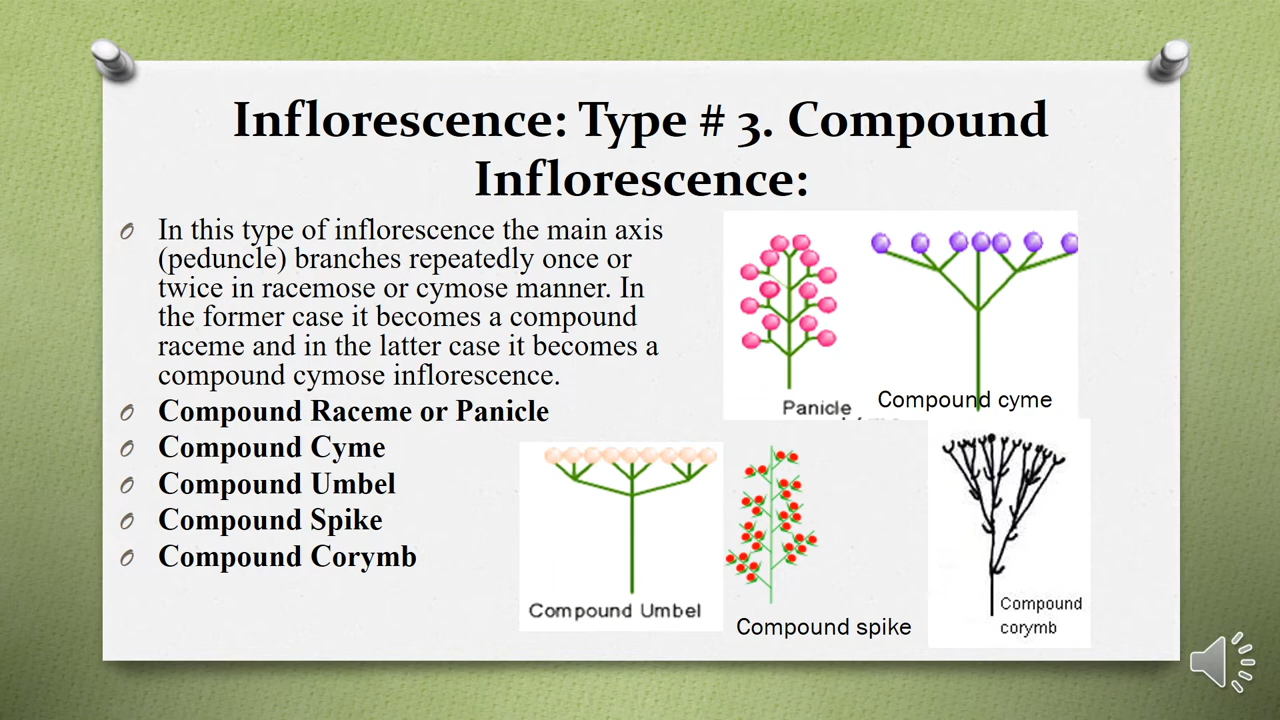 Inflorescence: Type # 3. Compound
Inflorescence:
In this type of inflorescence the main axis
(peduncle) branches repeatedly once or
twice in racemose or cymose manner. In
the former case it becomes a compound
raceme and in the latter case it becomes a
compound cymose inflorescence.
Compound Raceme or Panicle
Compound Cyme
Compound Umbel
Compound Spike
Compound Corymb
Panicle
Compound cyme
Compound Umbel
Compound spike
Compound
corymb